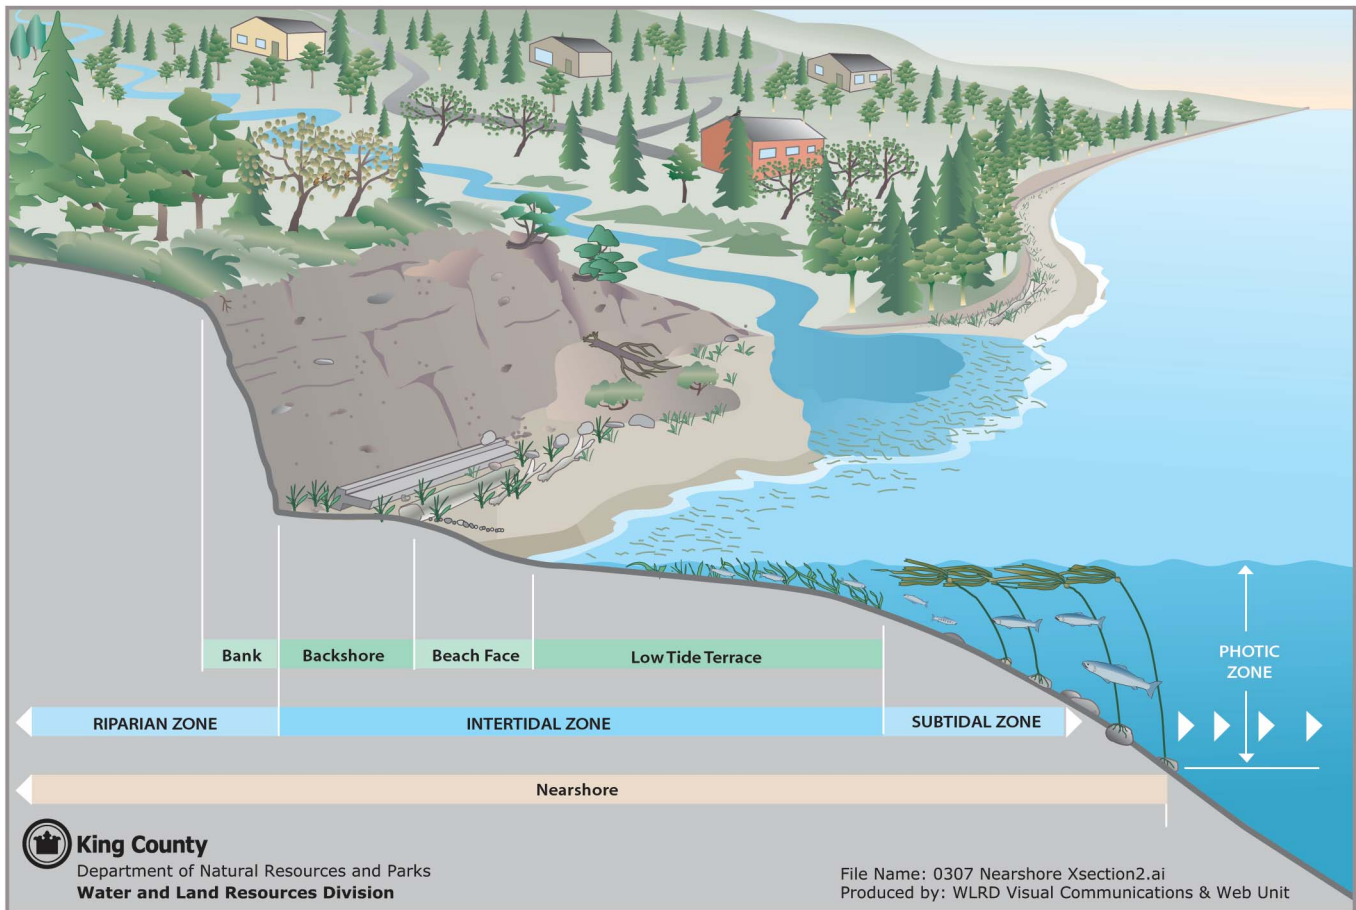 PHOTIC
ZONE
Bank
Backshore
Beach Face
Low Tide Terrace
RIPARIAN ZONE
INTERTIDAL ZONE
SUBTIDAL ZONE
Nearshore
King County
Department of Natural Resources and Parks
Water and Land Resources Division
File Name: 0307 Nearshore Xsection2.ai
Produced by: WLRD Visual Communications & Web Unit